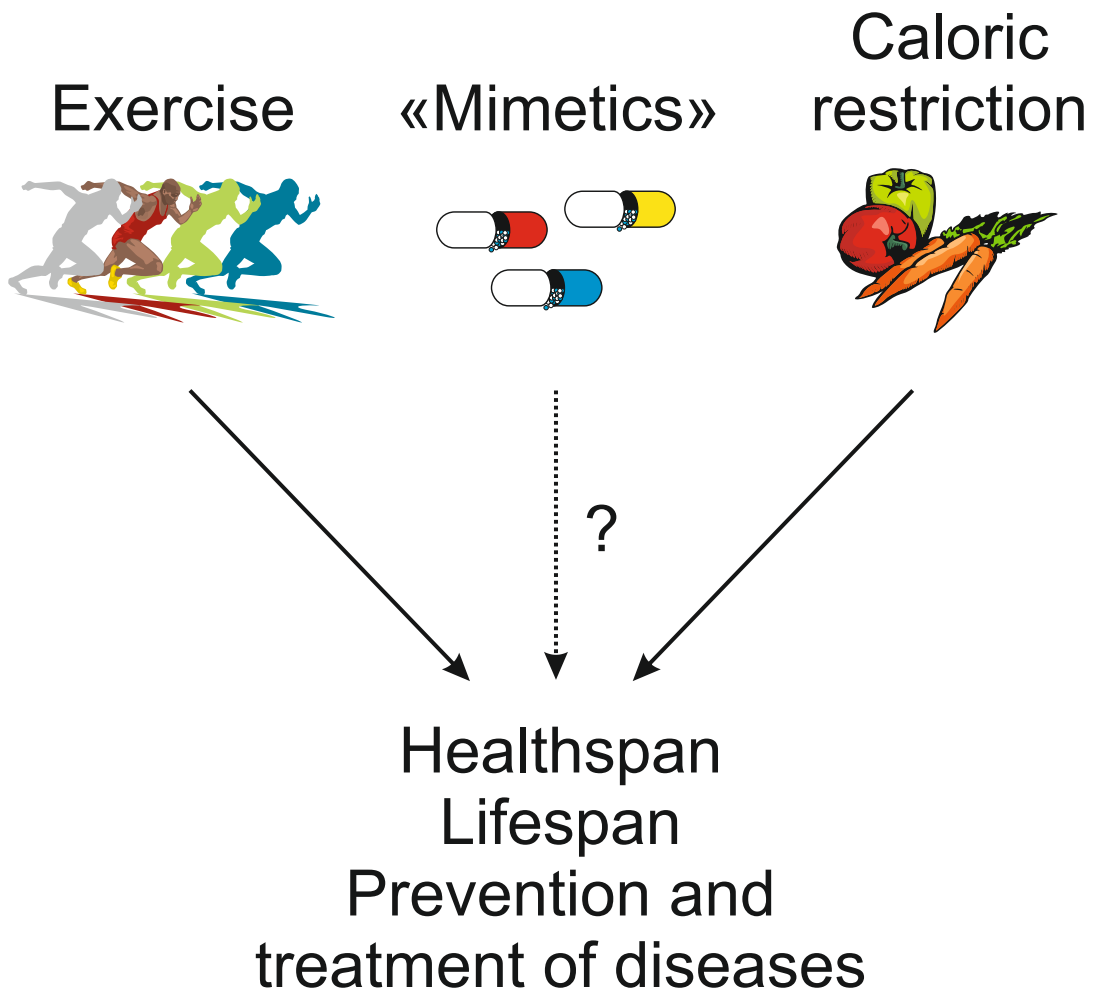 Exercise
«Mimetics»
Caloric
restriction
?
Healthspan
Lifespan
Prevention and
treatment of diseases